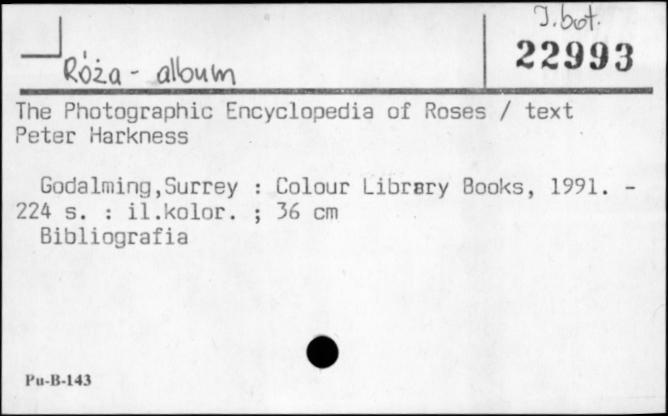 J. bot.
22993
Róża - album
The Photographic Encyclopedia of Roses / text
Peter Harkness
Godalming,Surrey : Colour Library Books, 1991. -
224 s. : il.kolor. ; 36 cm
Bibliografia
Pu-B-143